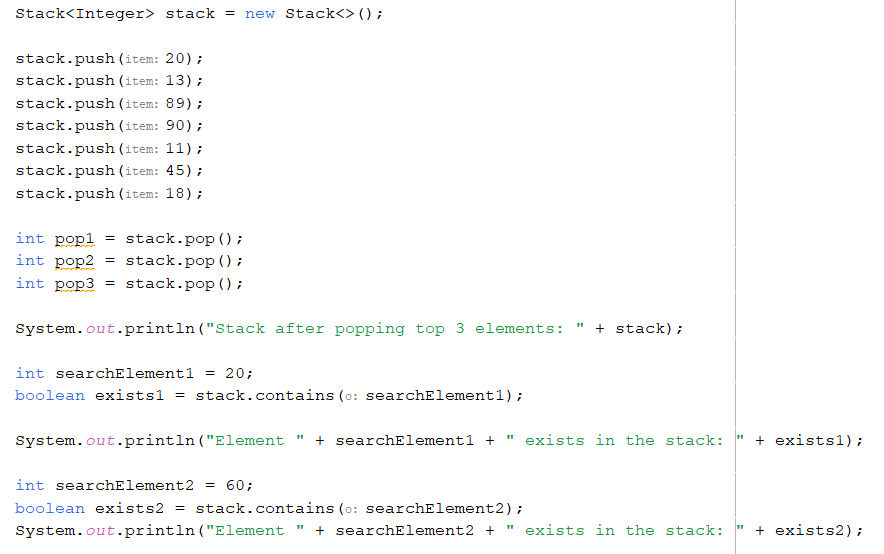 Stack<Integer> stack = new Stack<>();
stack.push(item: 20);
stack.push(item: 13);
stack.push(item: 89);
stack.push(item: 90);
stack.push(item: 11);
stack.push(item: 45);
stack.push(item: 18);
int pop1 = stack.pop();
int pop2 = stack.pop();
int pop3 = stack.pop();
System.out.println("Stack after popping top 3 elements: " + stack);
int searchElement1 = 20;
boolean exists1 = stack.contains(o: searchElement1);
System.out.println("Element " + searchElement1 + " exists in the stack: " + exists1);
int searchElement2 = 60;
boolean exists2 = stack.contains(o: searchElement2);
System.out.println("Element " + searchElement2 + " exists in the stack: " + exists2);